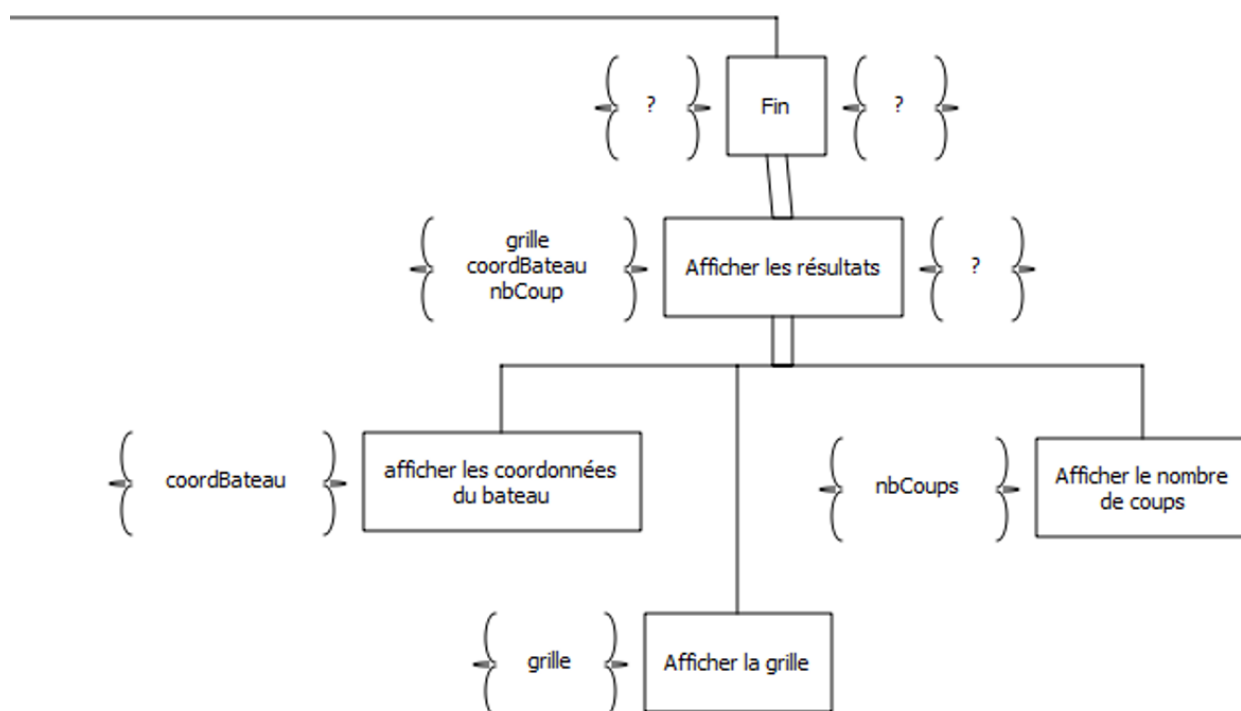 ?
Fin
?
grille
coordBateau
nbCoup
Afficher les résultats
?
coordBateau
afficher les coordonnées
du bateau
nbCoups
Afficher le nombre
de coups
grille
Afficher la grille